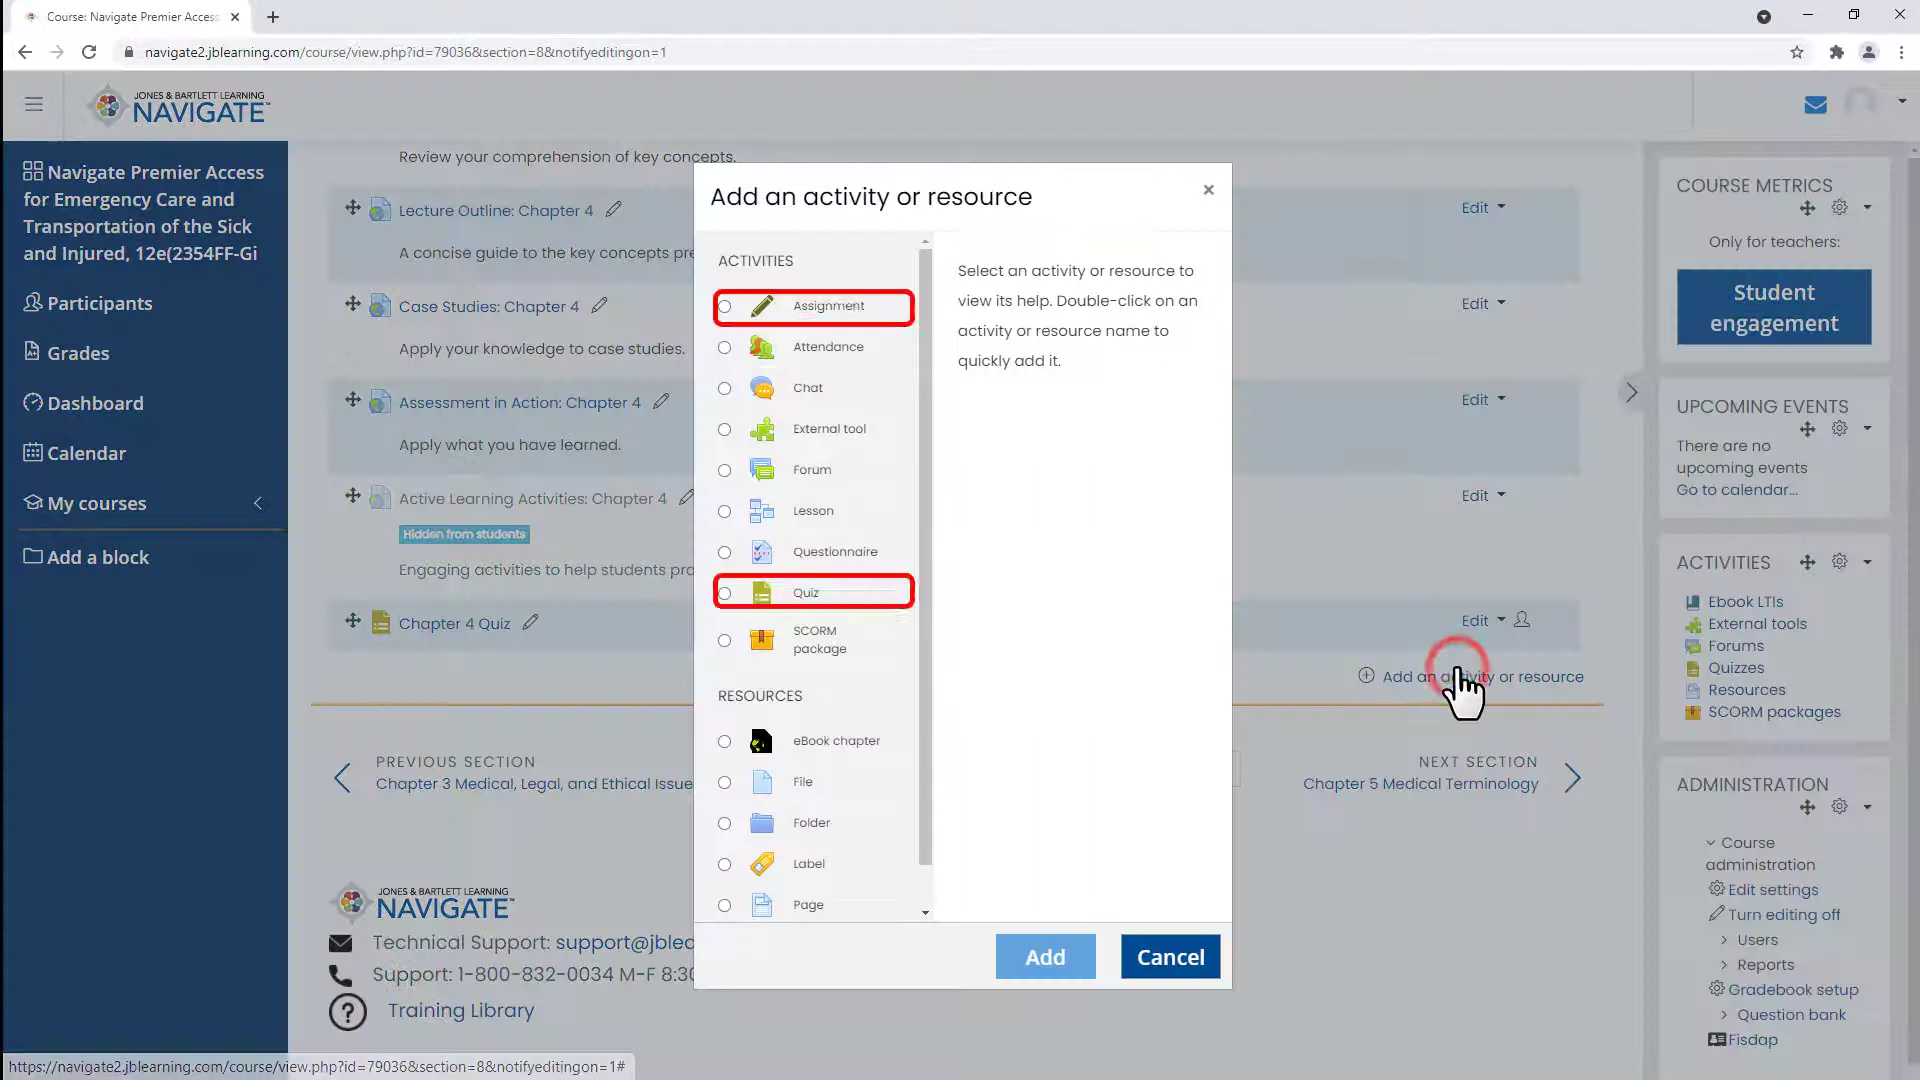 Course: Navigate Premier Access
navigate2.jblearning.com/course/view.php?id=79036&section=8&notifyeditingon=1
JONES & BARTLETT LEARNING
NAVIGATE™
Navigate Premier Access
for Emergency Care and
Transportation of the Sick
and Injured, 12e(2354FF-Gi
Participants
Grades
Dashboard
Calendar
My courses
Add a block
Review your comprehension of key concepts.
Lecture Outline: Chapter 4
Edit
A concise guide to the key concepts pre
Case Studies: Chapter 4
Edit
Apply your knowledge to case studies.
Assessment in Action: Chapter 4
Edit
Apply what you have learned.
Active Learning Activities: Chapter 4
Edit
Hidden from students
Engaging activities to help students pra
Chapter 4 Quiz
Edit
Add an activity or resource
PREVIOUS SECTION
Chapter 3 Medical, Legal, and Ethical Issue
NEXT SECTION
Chapter 5 Medical Terminology
JONES & BARTLETT LEARNING
NAVIGATE™
Technical Support: support@jbled
Support: 1-800-832-0034 M-F 8:30
Training Library
Add an activity or resource
×
ACTIVITIES
Assignment
Attendance
Chat
External tool
Forum
Lesson
Questionnaire
Quiz
SCORM
package
RESOURCES
eBook chapter
File
Folder
Label
Page
Select an activity or resource to
view its help. Double-click on an
activity or resource name to
quickly add it.
Add
Cancel
COURSE METRICS
Only for teachers:
Student
engagement
UPCOMING EVENTS
There are no
upcoming events
Go to calendar...
ACTIVITIES
Ebook LTIs
External tools
Forums
Quizzes
Resources
SCORM packages
ADMINISTRATION
Course
administration
Edit settings
Turn editing off
Users
Reports
Gradebook setup
Question bank
Fisdap
https://navigate2.jblearning.com/course/view.php?id=79036&section=8&notifyeditingon=1#